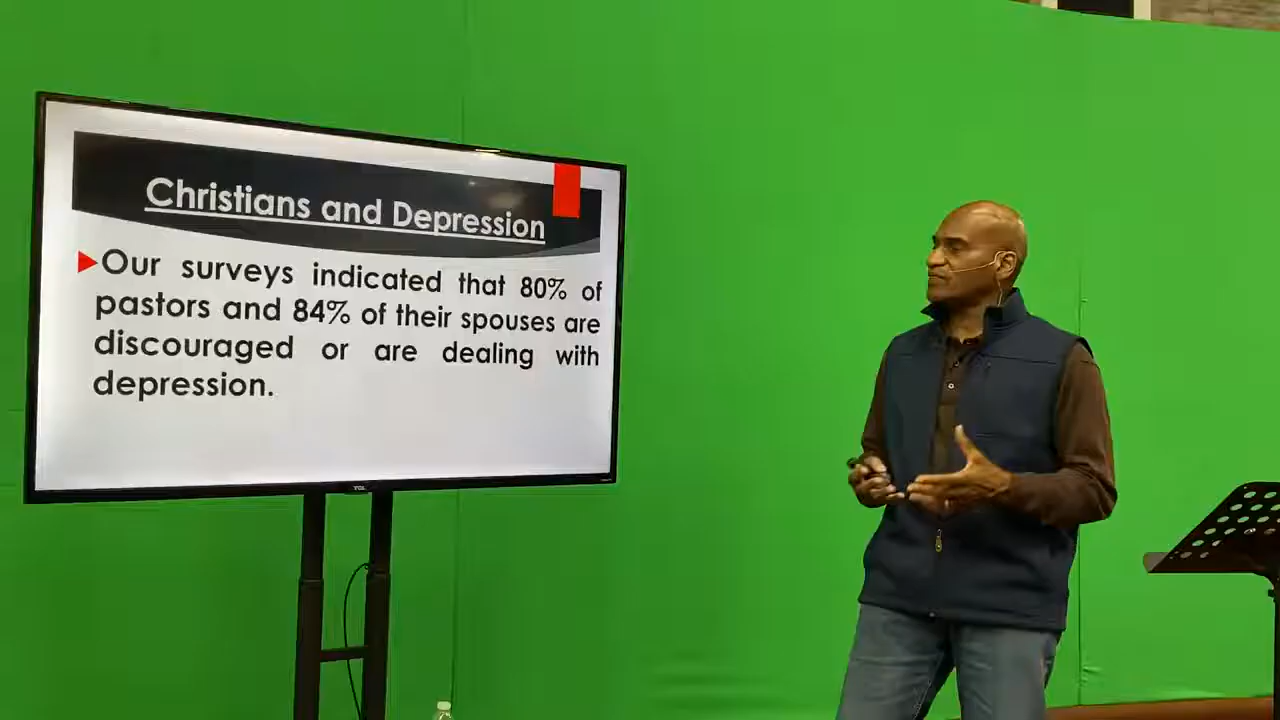 Christians and Depression
Our surveys indicated that 80% of
pastors and 84% of their spouses are
discouraged or are dealing with
depression.
TCL